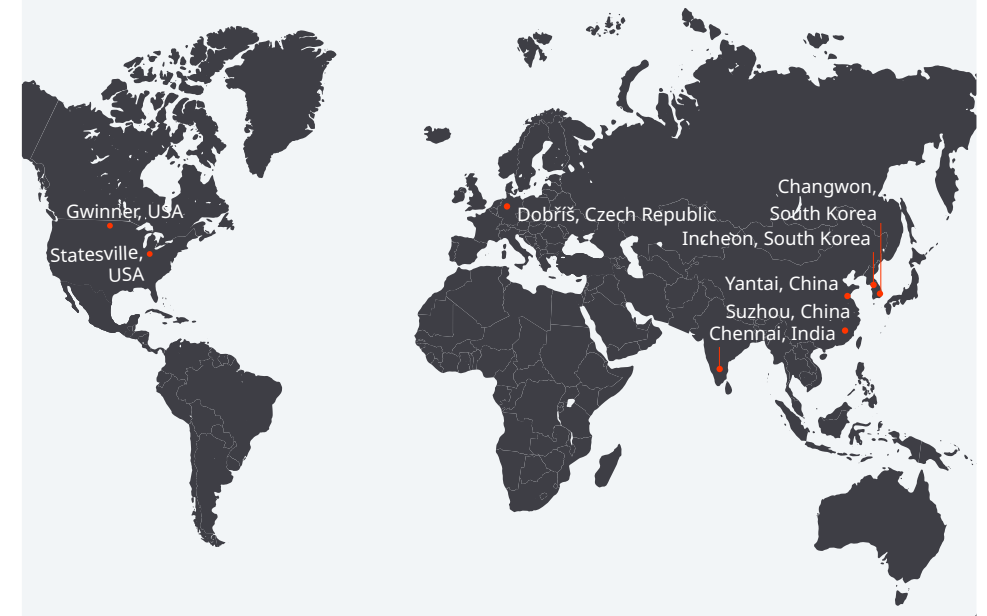 Gwinner, USA
Statesville,
USA
Dobříš, Czech Republic
Changwon,
South Korea
Incheon, South Korea
Yantai, China
Suzhou, China
Chennai, India